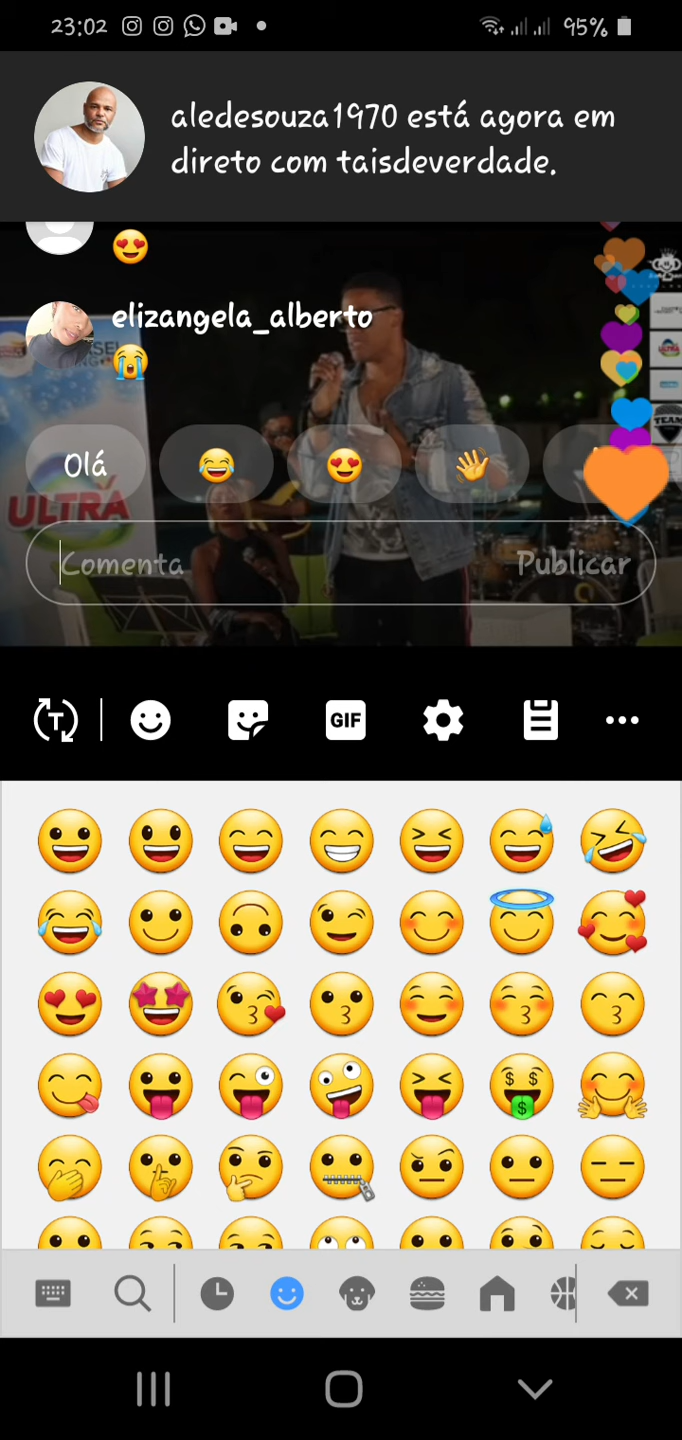 23:02
95%
aledesouza1970 está agora em
direto com taisdeverdade.
elizangela_alberto
Olá
ULTRA
Comenta
Publicar
T
GIF